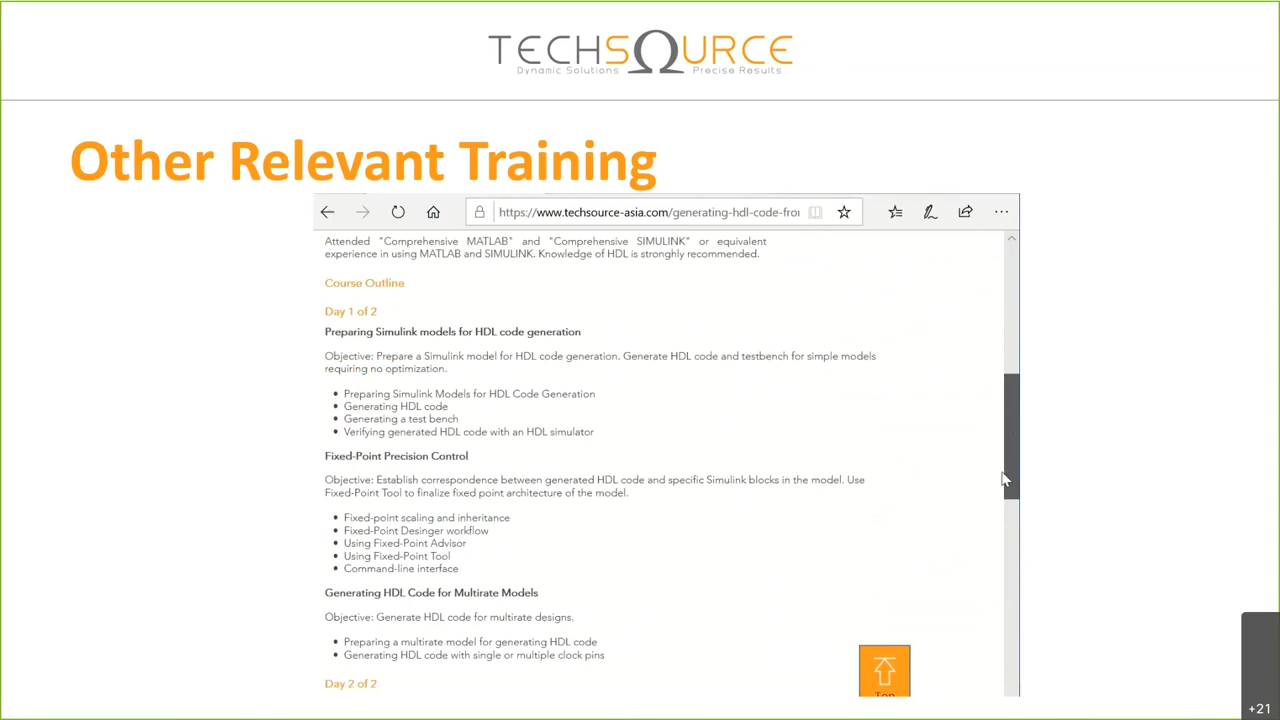 TECHSOURCE
Dynamic Solutions Precise Results
Other Relevant Training
https://www.techsource-asia.com/generating-hdl-code-fror
Attended "Comprehensive MATLAB" and "Comprehensive SIMULINK" or equivalent
experience in using MATLAB and SIMULINK. Knowledge of HDL is stronghly recommended.
Course Outline
Day 1 of 2
Preparing Simulink models for HDL code generation
Objective: Prepare a Simulink model for HDL code generation. Generate HDL code and testbench for simple models
requiring no optimization.
• Preparing Simulink Models for HDL Code Generation
• Generating HDL code
• Generating a test bench
• Verifying generated HDL code with an HDL simulator
Fixed-Point Precision Control
Objective: Establish correspondence between generated HDL code and specific Simulink blocks in the model. Use
Fixed-Point Tool to finalize fixed point architecture of the model.
• Fixed-point scaling and inheritance
• Fixed-Point Desinger workflow
• Using Fixed-Point Advisor
• Using Fixed-Point Tool
• Command-line interface
Generating HDL Code for Multirate Models
Objective: Generate HDL code for multirate designs.
• Preparing a multirate model for generating HDL code
• Generating HDL code with single or multiple clock pins
Day 2 of 2
Top
+21